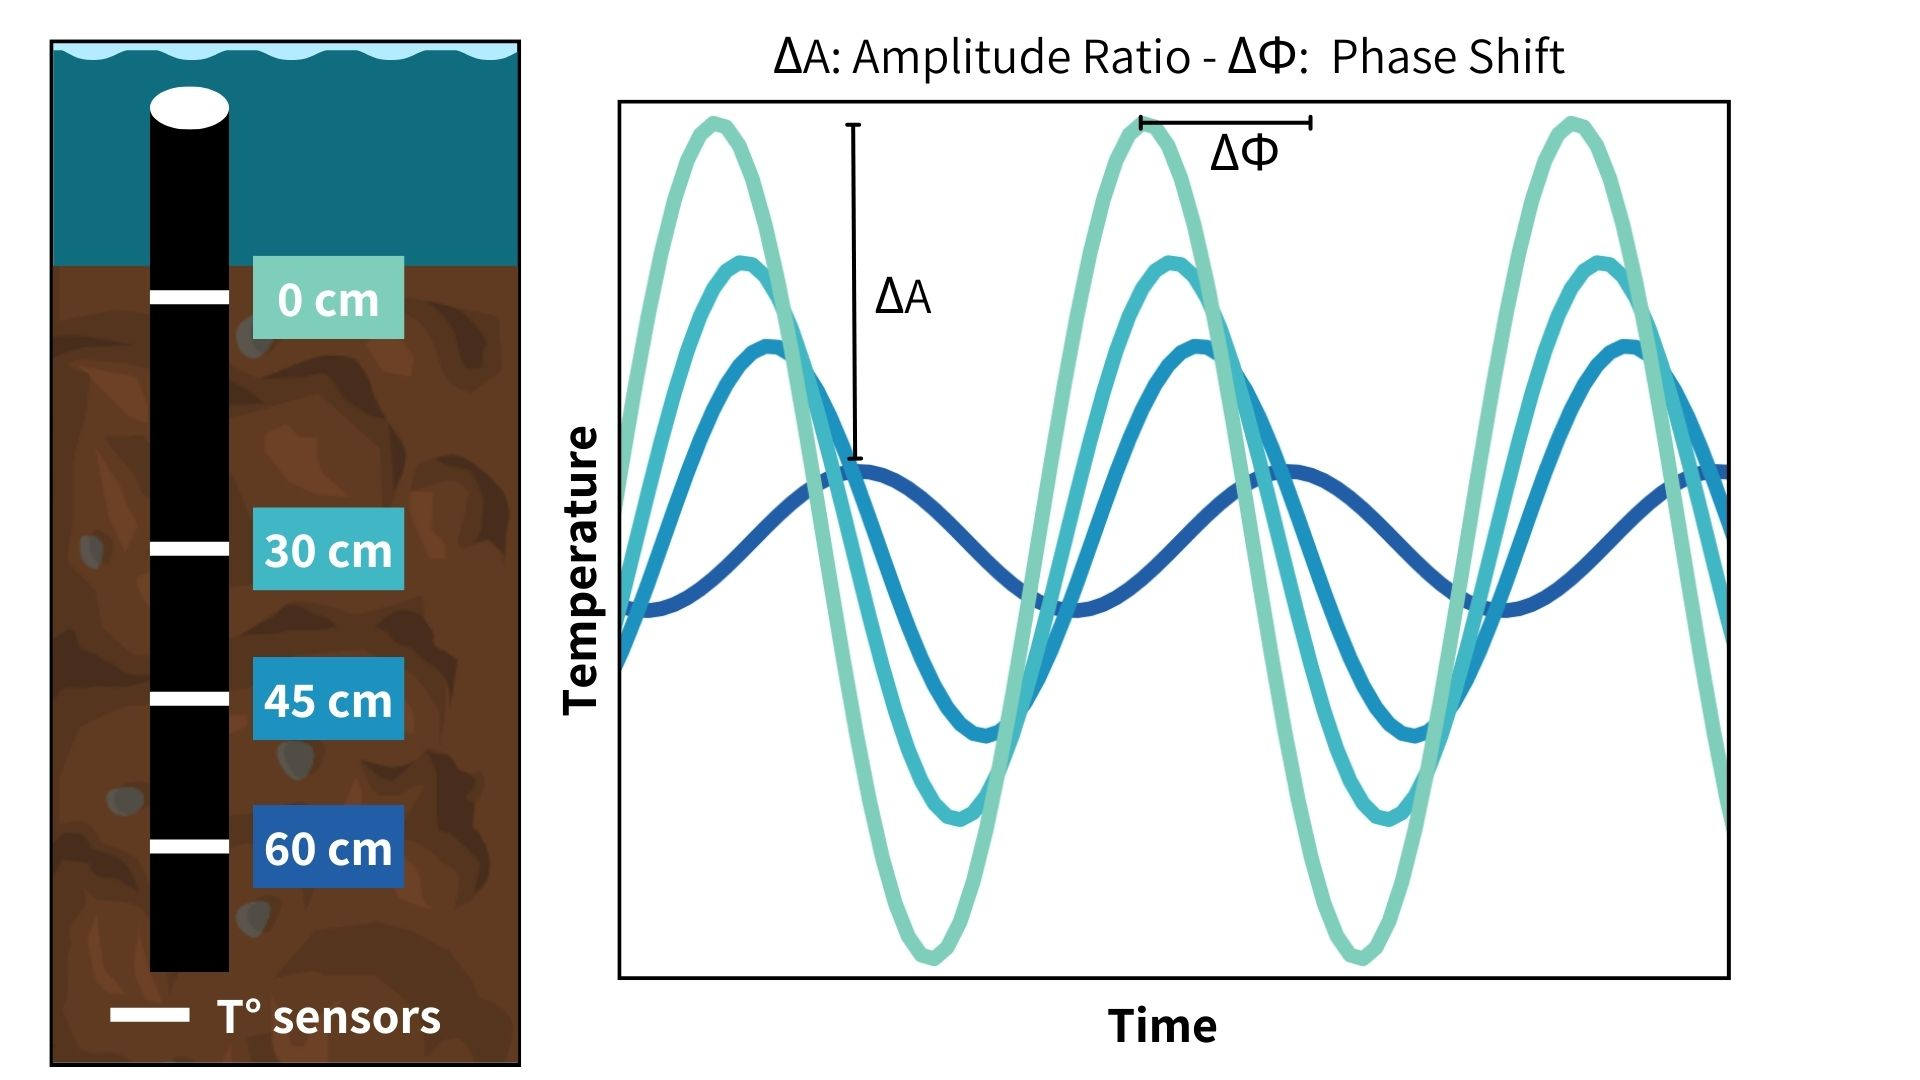 0 cm
30 cm
45 cm
60 cm
T° sensors
ΔA: Amplitude Ratio - ΔΦ: Phase Shift
ΔΦ
ΔA
Temperature
Time